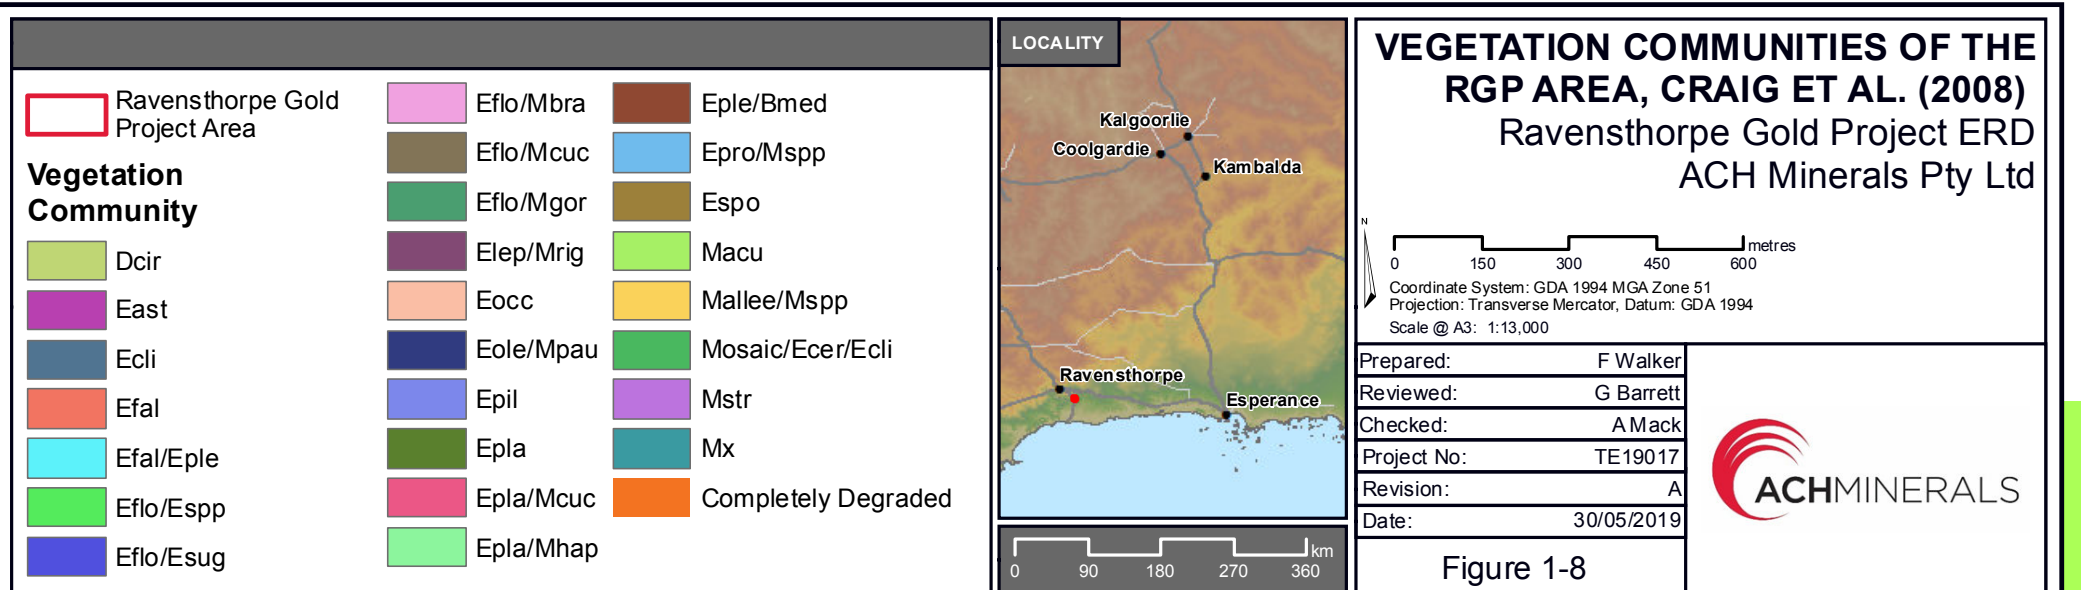 Ravensthorpe Gold
Project Area
Vegetation
Community
Dcir
East
Ecli
Efal
Efal/Eple
Eflo/Espp
Eflo/Esug
Eflo/Mbra
Eflo/Mcuc
Eflo/Mgor
Elep/Mrig
Eocc
Eole/Mpau
Epil
Epla
Epla/Mcuc
Epla/Mhap
Eple/Bmed
Epro/Mspp
Espo
Macu
Mallee/Mspp
Mosaic/Ecer/Ecli
Mstr
Mx
Completely Degraded
LOCALITY
Kalgoorlie
Coolgardie
Kambalda
Ravensthorpe
Esperance
km
0 90 180 270 360
VEGETATION COMMUNITIES OF THE
RGP AREA, CRAIG ET AL. (2008)
Ravensthorpe Gold Project ERD
ACH Minerals Pty Ltd
N
metres
0 150 300 450 600
Coordinate System: GDA 1994 MGA Zone 51
Projection: Transverse Mercator, Datum: GDA 1994
Scale @ A3: 1:13,000
Prepared: F Walker
Reviewed: G Barrett
Checked: A Mack
Project No: TE19017
Revision: A
Date: 30/05/2019
Figure 1-8
ACHMINERALS